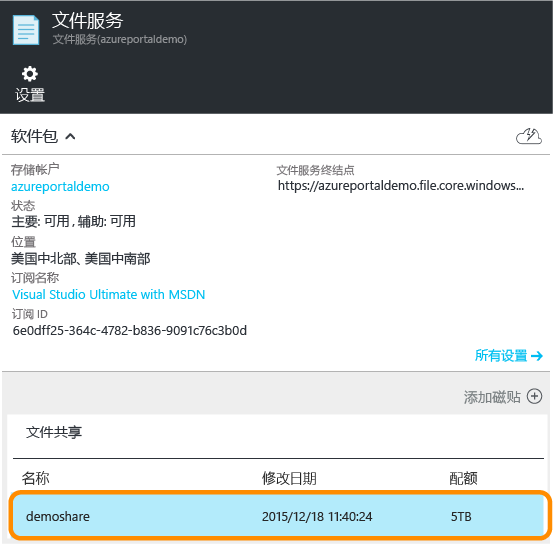 文件服务
文件服务(azureportaldemo)
设置
软件包
存储帐户
azureportaldemo
文件服务终结点
https://azureportaldemo.file.core.windows...
状态
主要: 可用 , 辅助: 可用
位置
美国中北部、美国中南部
订阅名称
Visual Studio Ultimate with MSDN
订阅 ID
6e0dff25-364c-4782-b836-9091c76c3b0d
所有设置
添加磁贴
文件共享
名称 修改日期 配额
demoshare 2015/12/18 11:40:24 5TB